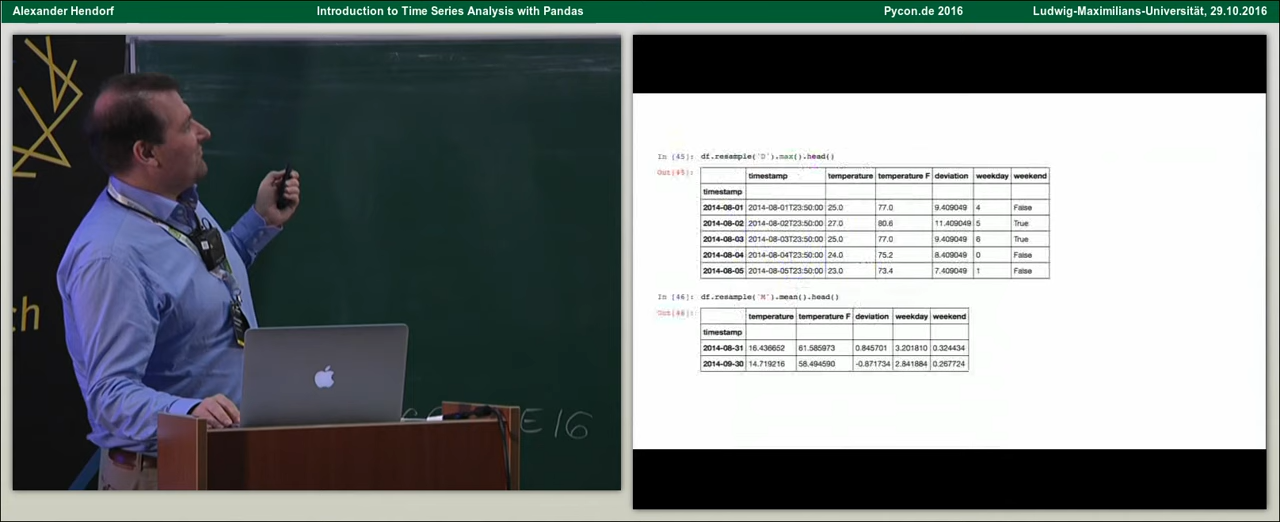 Alexander Hendorf Introduction to Time Series Analysis with Pandas Pycon.de 2016 Ludwig-Maximilians-Universität, 29.10.2016
ch
E16
In [45]: df.resample('D').max().head()
Out[45]:
timestamp temperature temperature F deviation weekday weekend
timestamp
2014-08-01 2014-08-01T23:50:00 25.0 77.0 9.409049 4 False
2014-08-02 2014-08-02T23:50:00 27.0 80.6 11.409049 5 True
2014-08-03 2014-08-03T23:50:00 25.0 77.0 9.409049 6 True
2014-08-04 2014-08-04T23:50:00 24.0 75.2 8.409049 0 False
2014-08-05 2014-08-05T23:50:00 23.0 73.4 7.409049 1 False
In [46]: df.resample('M').mean().head()
Out[46]:
temperature temperature F deviation weekday weekend
timestamp
2014-08-31 16.436652 61.585973 0.845701 3.201810 0.324434
2014-09-30 14.719216 58.494590 -0.871734 2.841884 0.267724